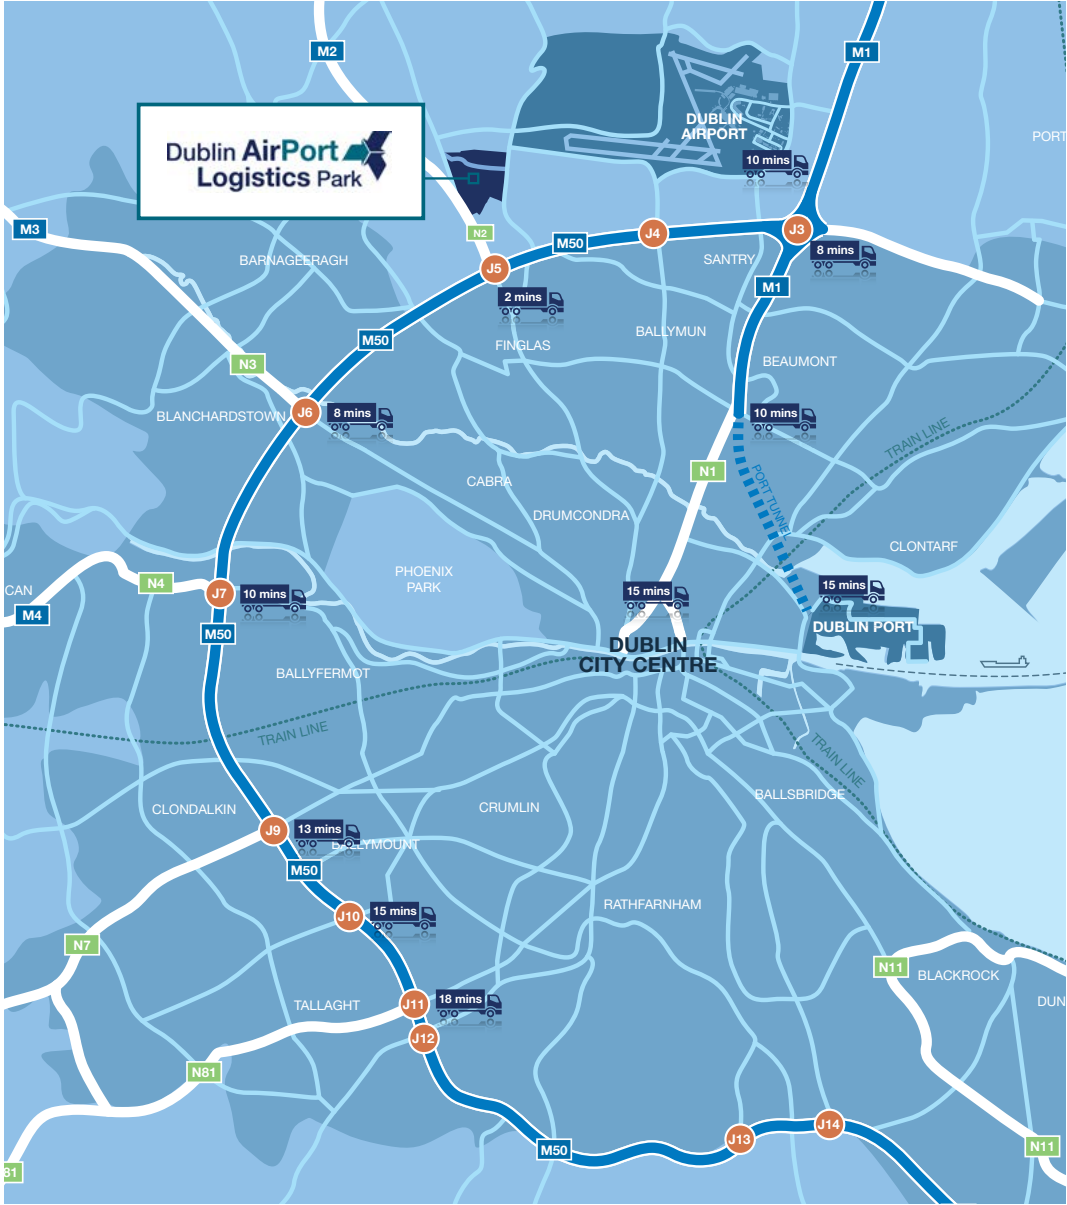 M2
M1
DUBLIN
AIRPORT
PORT
Dublin AirPort
Logistics Park
10 mins
M3
N2
M50
J4
J3
8 mins
BARNAGEERAGH
J5
SANTRY
M1
2 mins
M50
FINGLAS
BALLYMUN
BEAUMONT
N3
BLANCHARDSTOWN
J6
8 mins
10 mins
TRAIN LINE
N1
PORT TUNNEL
CABRA
DRUMCONDRA
CLONTARF
PHOENIX
PARK
CAN
N4
M4
J7
10 mins
15 mins
15 mins
M50
DUBLIN PORT
DUBLIN
CITY CENTRE
BALLYFERMOT
TRAIN LINE
TRAIN LINE
CLONDALKIN
CRUMLIN
BALLSBRIDGE
J9
13 mins
BALLYMOUNT
M50
J10
15 mins
RATHFARNHAM
N7
N11
BLACKROCK
TALLAGHT
J11
18 mins
DUN
J12
N81
J13
J14
M50
N11
81